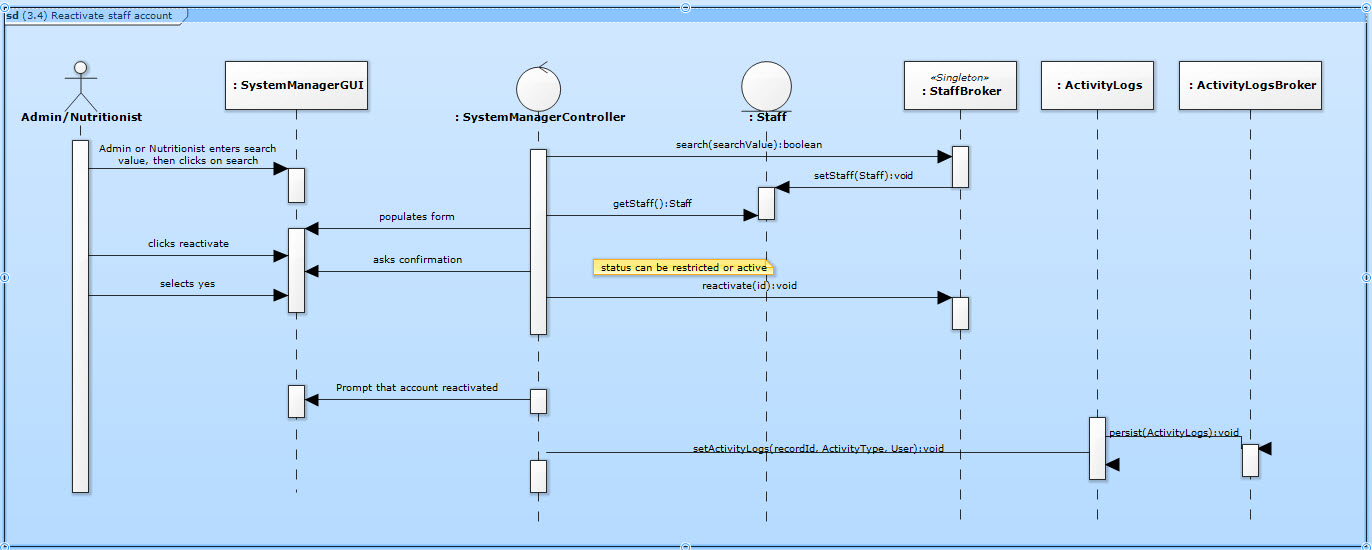 sd (3.4) Reactivate staff account
«Singleton»
: SystemManagerGUI
: StaffBroker
: ActivityLogs
: ActivityLogsBroker
Admin/Nutritionist
: SystemManagerController
: Staff
Admin or Nutritionist enters search
value, then clicks on search
search(searchValue):boolean
setStaff(Staff):void
getStaff():Staff
populates form
clicks reactivate
asks confirmation
status can be restricted or active
selects yes
reactivate(id):void
Prompt that account reactivated
persist(ActivityLogs):void
setActivityLogs(recordId, ActivityType, User):void